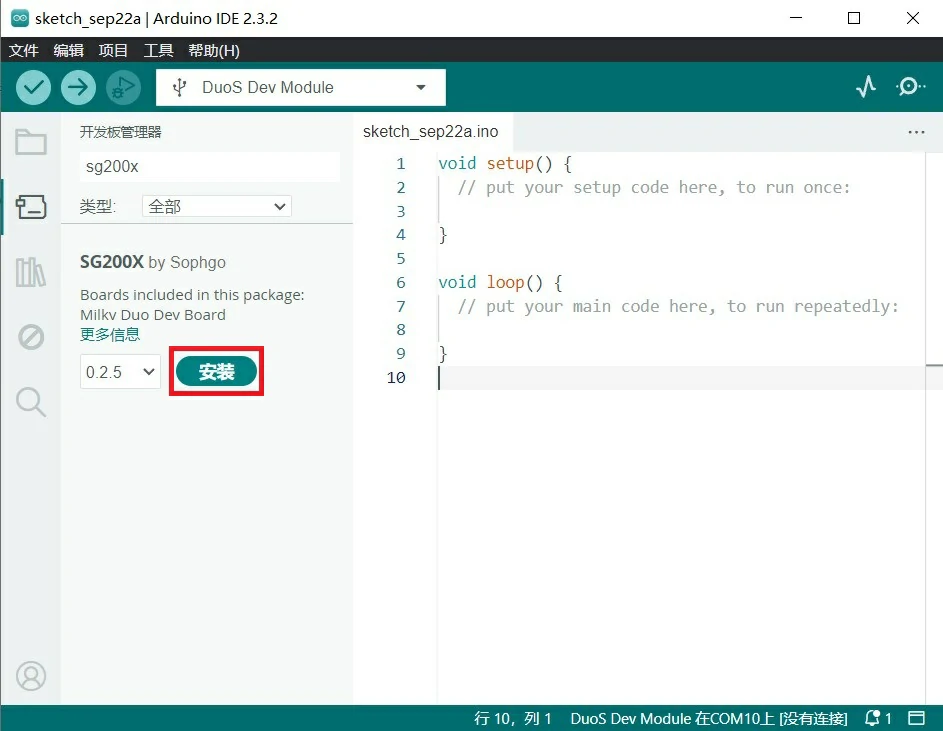 sketch_sep22a | Arduino IDE 2.3.2
文件 编辑 项目 工具 帮助(H)
DuoS Dev Module
开发板管理器
sg200x
类型: 全部
SG200X by Sophgo
Boards included in this package:
Milkv Duo Dev Board
更多信息
0.2.5 安装
sketch_sep22a.ino
1 void setup() {
2 // put your setup code here, to run once:
3
4 }
5
6 void loop() {
7 // put your main code here, to run repeatedly:
8
9 }
10
行 10，列 1 DuoS Dev Module 在COM10上 [没有连接] 1